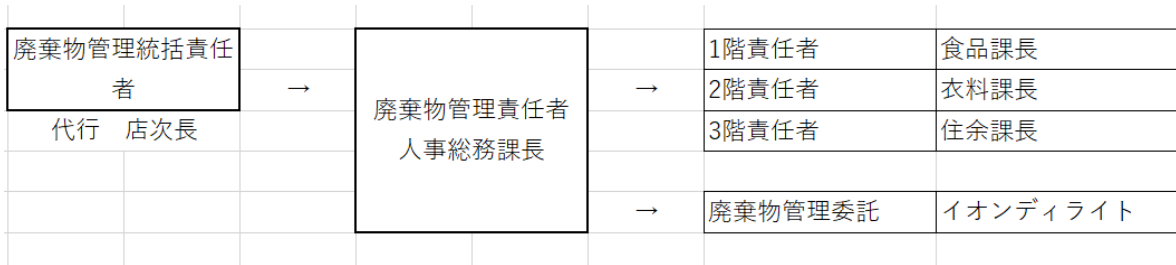 廃棄物管理統括責任
者
代行　店次長
→
廃棄物管理責任者
人事総務課長
→
1階責任者 食品課長
2階責任者 衣料課長
3階責任者 住余課長
→
廃棄物管理委託 イオンディライト